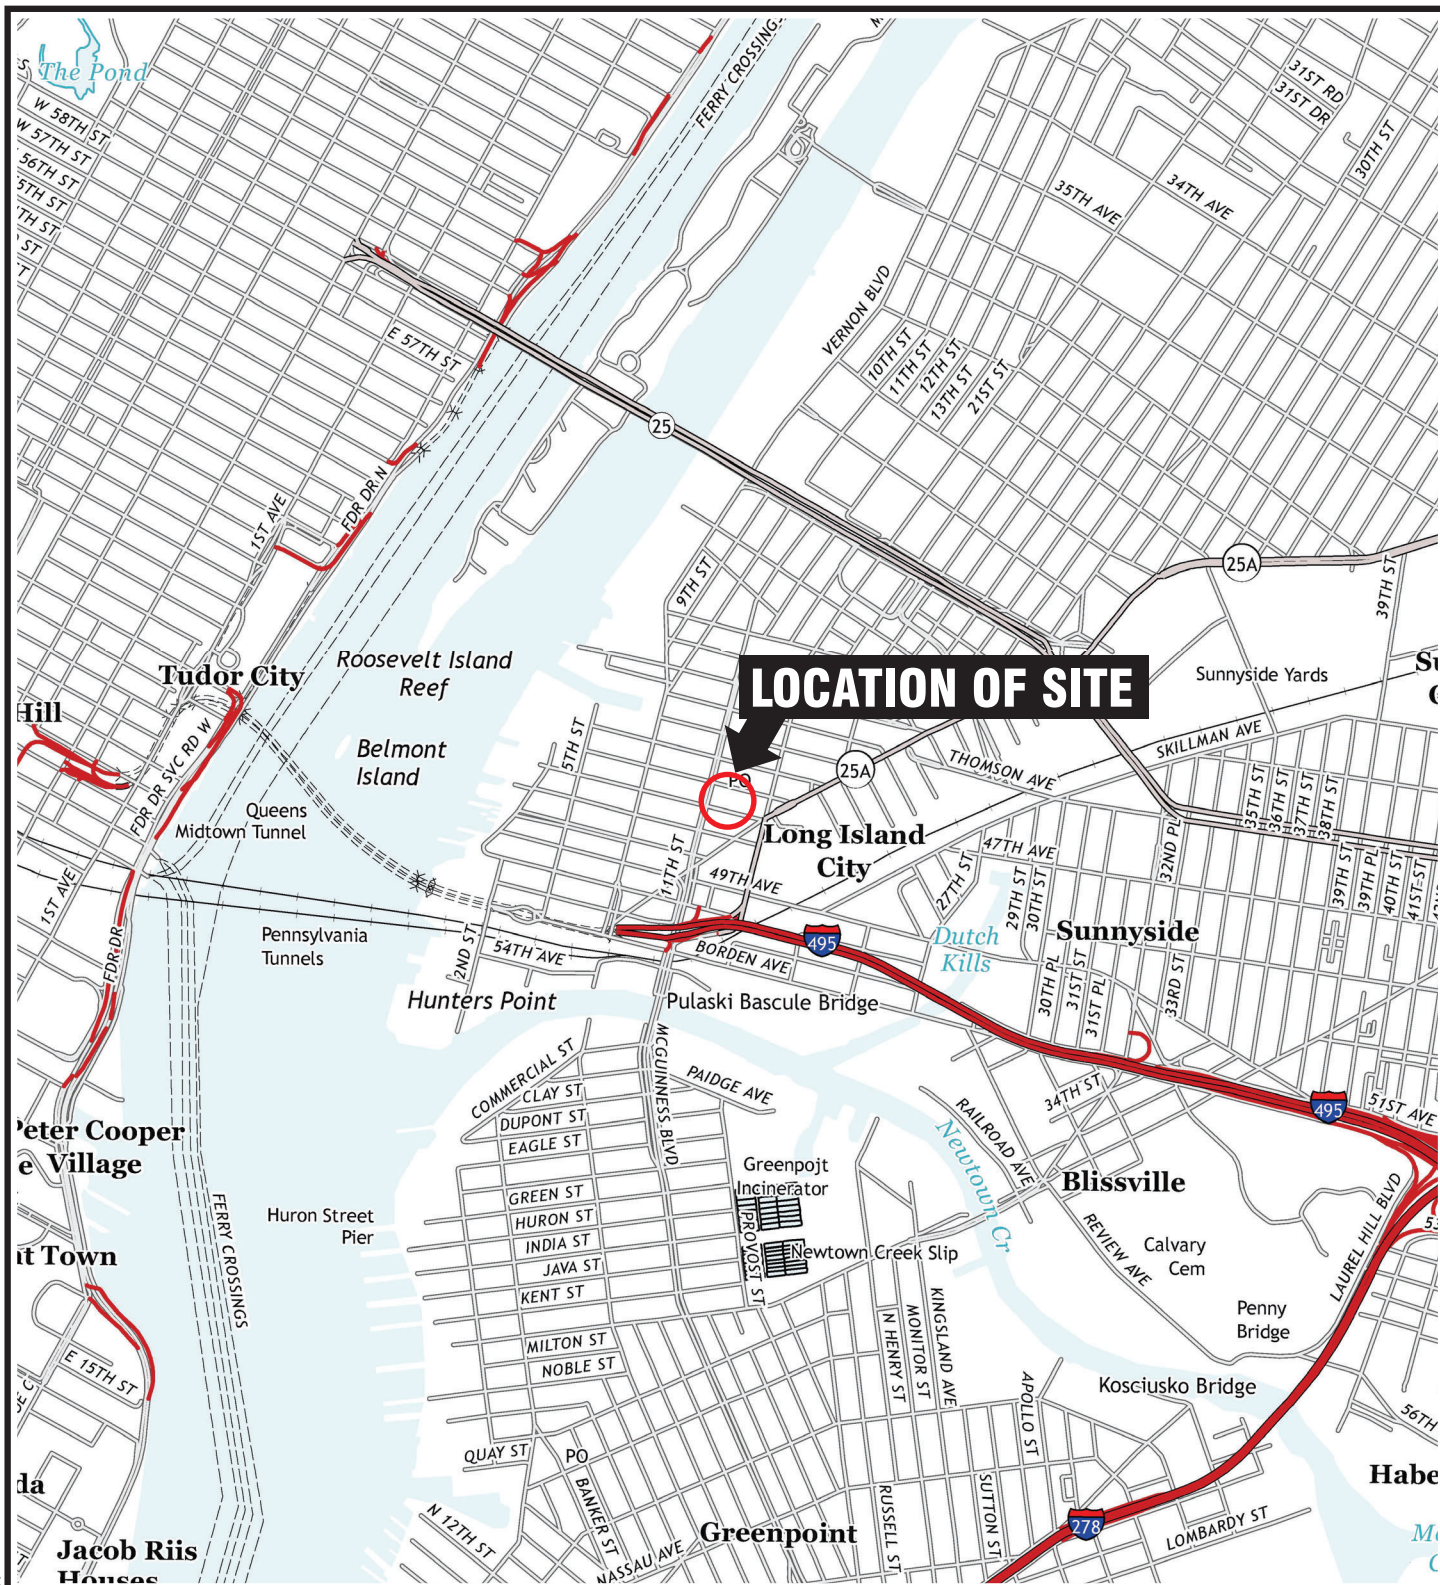 The Pond
W 58TH ST
W 57TH ST
56TH ST
5TH ST
TH ST
ST
FERRY CROSSING
31ST RD
31ST DR
30TH ST
35TH AVE
34TH AVE
VERNON BLVD
10TH ST
11TH ST
12TH ST
13TH ST
21ST ST
E 57TH ST
25
FDR DR N
1ST AVE
9TH ST
25A
39TH ST
Tudor City
Roosevelt Island
Reef
LOCATION OF SITE
Sunnyside Yards
Hill
5TH ST
Belmont
Island
FDR DR SVC RD W
Queens
Midtown Tunnel
PO
25A
THOMSON AVE
SKILLMAN AVE
35TH ST
36TH ST
37TH ST
38TH ST
Long Island
City
11TH ST
49TH AVE
47TH AVE
27TH ST
29TH ST
30TH ST
32ND PL
39TH ST
39TH PL
40TH ST
41ST ST
1ST AVE
FDR DR
Pennsylvania
Tunnels
2ND ST
54TH AVE
BORDEN AVE
495
Dutch
Kills
Sunnyside
30TH PL
31ST ST
31ST PL
33RD ST
Hunters Point
Pulaski Bascule Bridge
MCGUINNESS BLVD
COMMERCIAL ST
CLAY ST
DUPONT ST
EAGLE ST
PAIDGE AVE
34TH ST
495
51ST AVE
RAILROAD AVE
Newtown Cr
Peter Cooper
e Village
Greenpojt
Incinerator
Blissville
GREEN ST
HURON ST
INDIA ST
JAVA ST
KENT ST
Huron Street
Pier
FERRY CROSSINGS
PROVOST ST
Newtown Creek Slip
REVIEW AVE
Calvary
Cem
LAUREL HILL BLVD
53
Penny
Bridge
MILTON ST
NOBLE ST
N HENRY ST
MONITOR ST
KINGSLAND AVE
Kosciusko Bridge
E 15TH ST
APOLLO ST
56TH
QUAY ST
PO
BANKER ST
RUSSELL ST
SUTTON ST
Habe
da
N 12TH ST
NASSAU AVE
Greenpoint
278
LOMBARDY ST
Jacob Riis
Houses